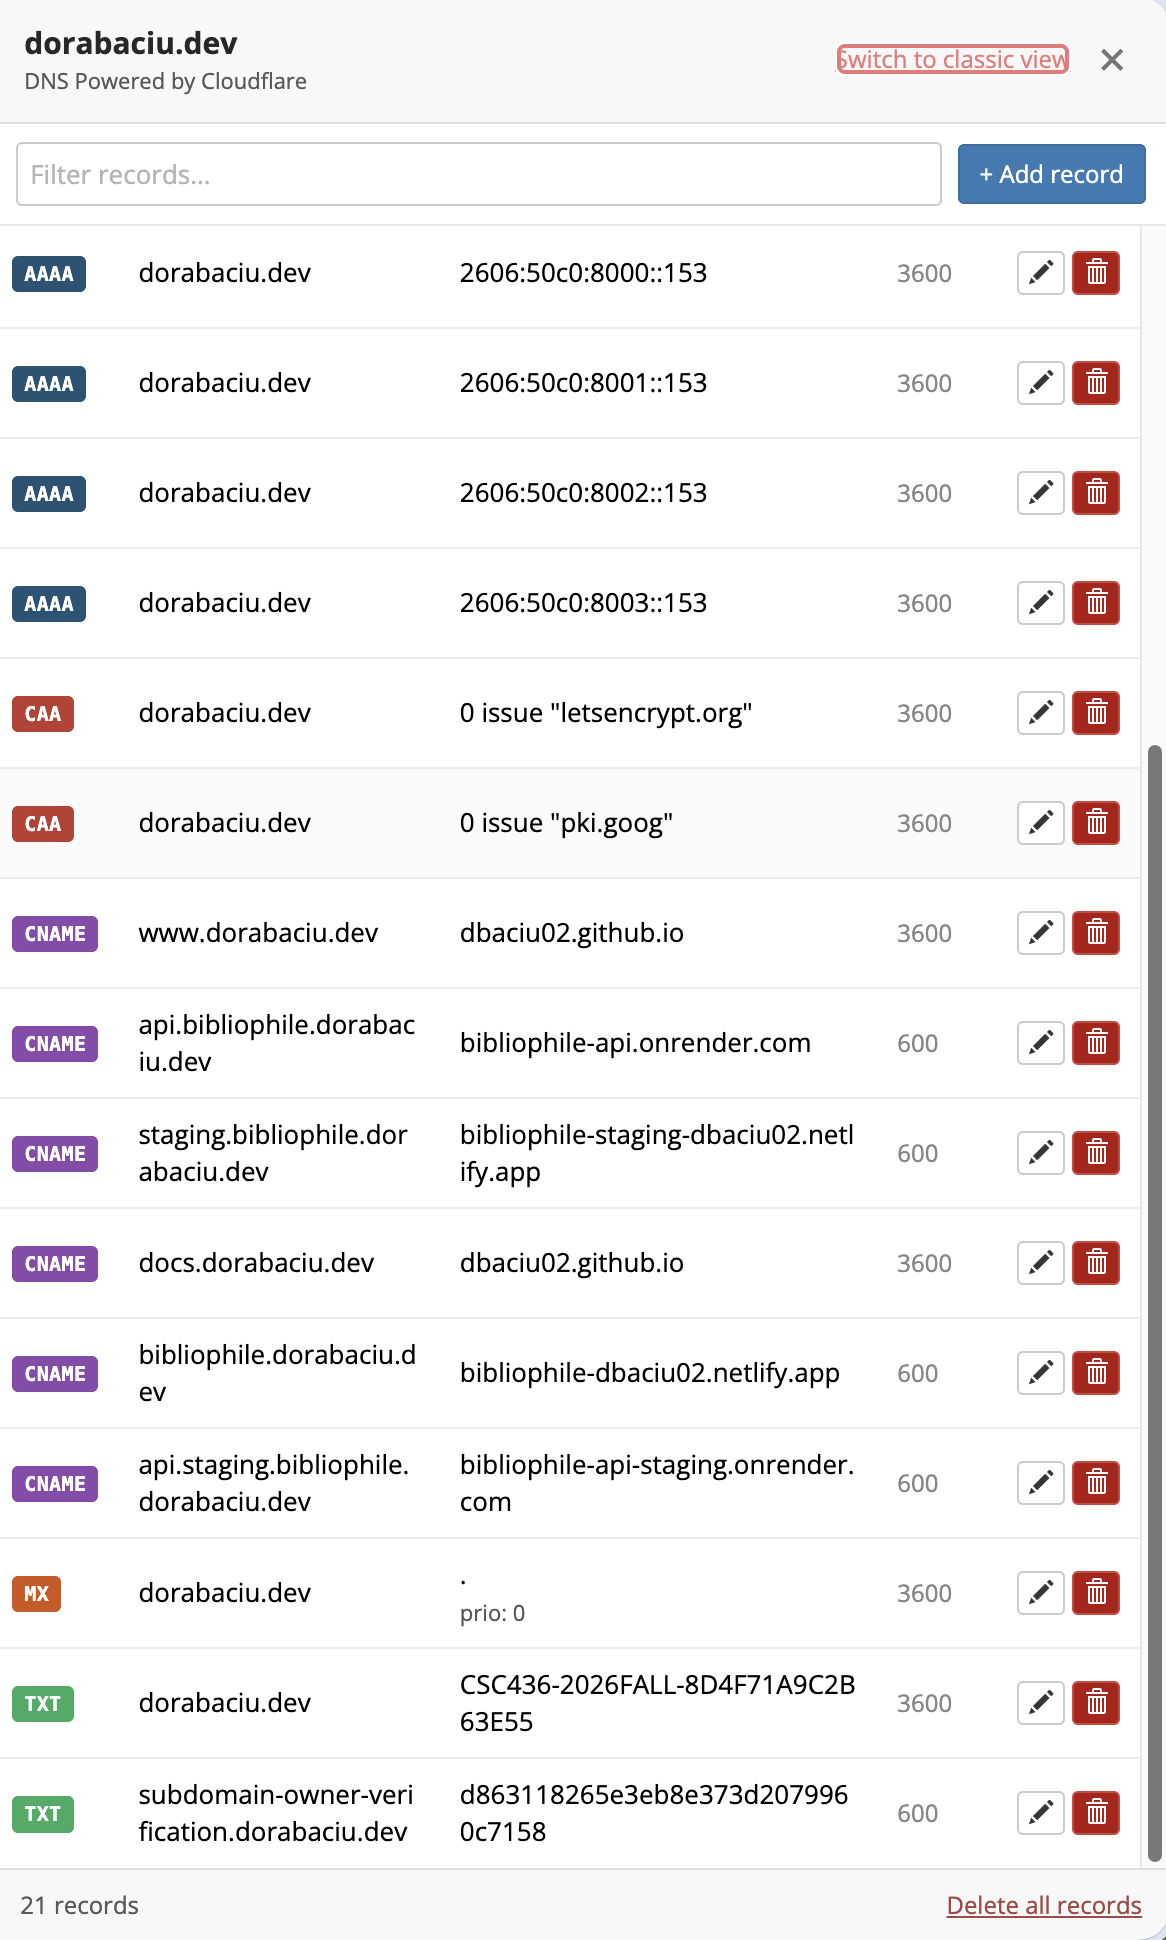 dorabaciu.dev
DNS Powered by Cloudflare
Switch to classic view
Filter records...
+ Add record
AAAA dorabaciu.dev 2606:50c0:8000::153 3600
AAAA dorabaciu.dev 2606:50c0:8001::153 3600
AAAA dorabaciu.dev 2606:50c0:8002::153 3600
AAAA dorabaciu.dev 2606:50c0:8003::153 3600
CAA dorabaciu.dev 0 issue "letsencrypt.org" 3600
CAA dorabaciu.dev 0 issue "pki.goog" 3600
CNAME www.dorabaciu.dev dbaciu02.github.io 3600
CNAME api.bibliophile.dorabac
iu.dev bibliophile-api.onrender.com 600
CNAME staging.bibliophile.dor
abaciu.dev bibliophile-staging-dbaciu02.netl
ify.app 600
CNAME docs.dorabaciu.dev dbaciu02.github.io 3600
CNAME bibliophile.dorabaciu.d
ev bibliophile-dbaciu02.netlify.app 600
CNAME api.staging.bibliophile.
dorabaciu.dev bibliophile-api-staging.onrender.
com 600
MX dorabaciu.dev .
prio: 0 3600
TXT dorabaciu.dev CSC436-2026FALL-8D4F71A9C2B
63E55 3600
TXT subdomain-owner-veri
fication.dorabaciu.dev d863118265e3eb8e373d207996
0c7158 600
21 records
Delete all records